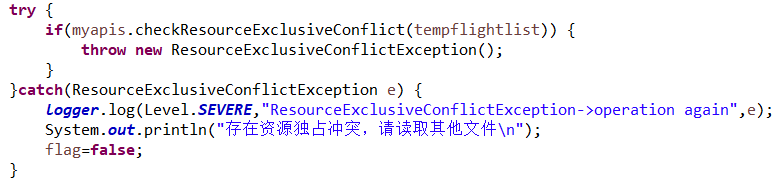 try {
    if(myapis.checkResourceExclusiveConflict(tempflightlist)) {
        throw new ResourceExclusiveConflictException();
    }
}catch(ResourceExclusiveConflictException e) {
    logger.log(Level.SEVERE,"ResourceExclusiveConflictException->operation again",e);
    System.out.println("存在资源独占冲突，请读取其他文件\n");
    flag=false;
}